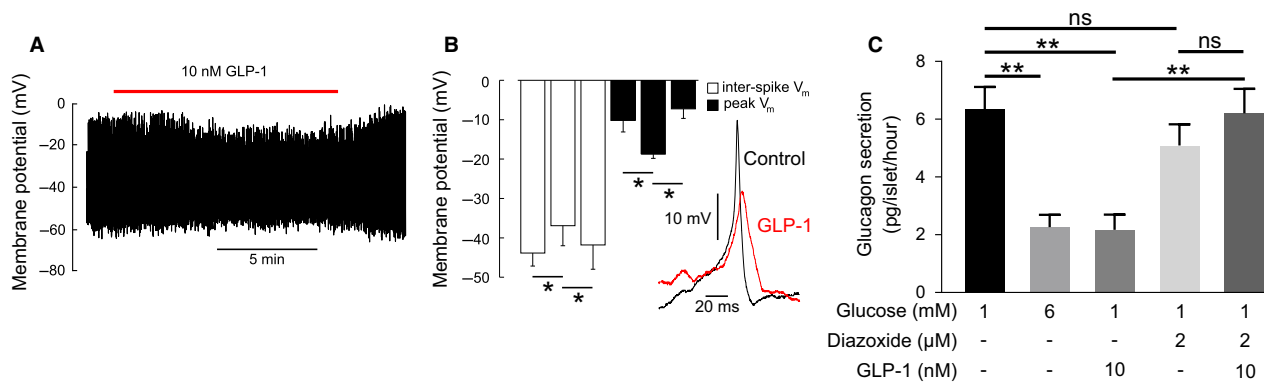 A
10 nM GLP-1
Membrane potential (mV)
0
−20
−40
−60
−80
5 min
B
Membrane potential (mV)
0
−10
−20
−30
−40
−50
inter-spike Vm
peak Vm
* *
* *
Control
GLP-1
10 mV
20 ms
C
Glucagon secretion
(pg/islet/hour)
8
6
4
2
0
ns
ns
**
**
**
Glucose (mM) 1 6 1 1 1
Diazoxide (µM) - - - 2 2
GLP-1 (nM) - - 10 - 10